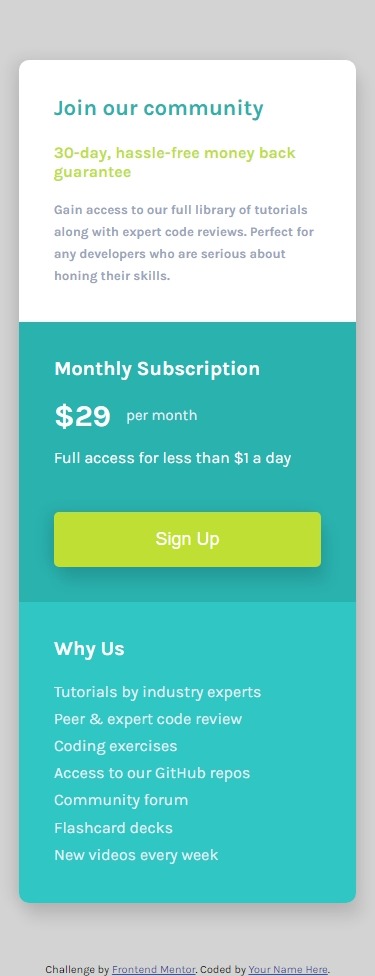 Join our community
30-day, hassle-free money back
guarantee
Gain access to our full library of tutorials
along with expert code reviews. Perfect for
any developers who are serious about
honing their skills.
Monthly Subscription
$29 per month
Full access for less than $1 a day
Sign Up
Why Us
Tutorials by industry experts
Peer & expert code review
Coding exercises
Access to our GitHub repos
Community forum
Flashcard decks
New videos every week
Challenge by Frontend Mentor. Coded by Your Name Here.